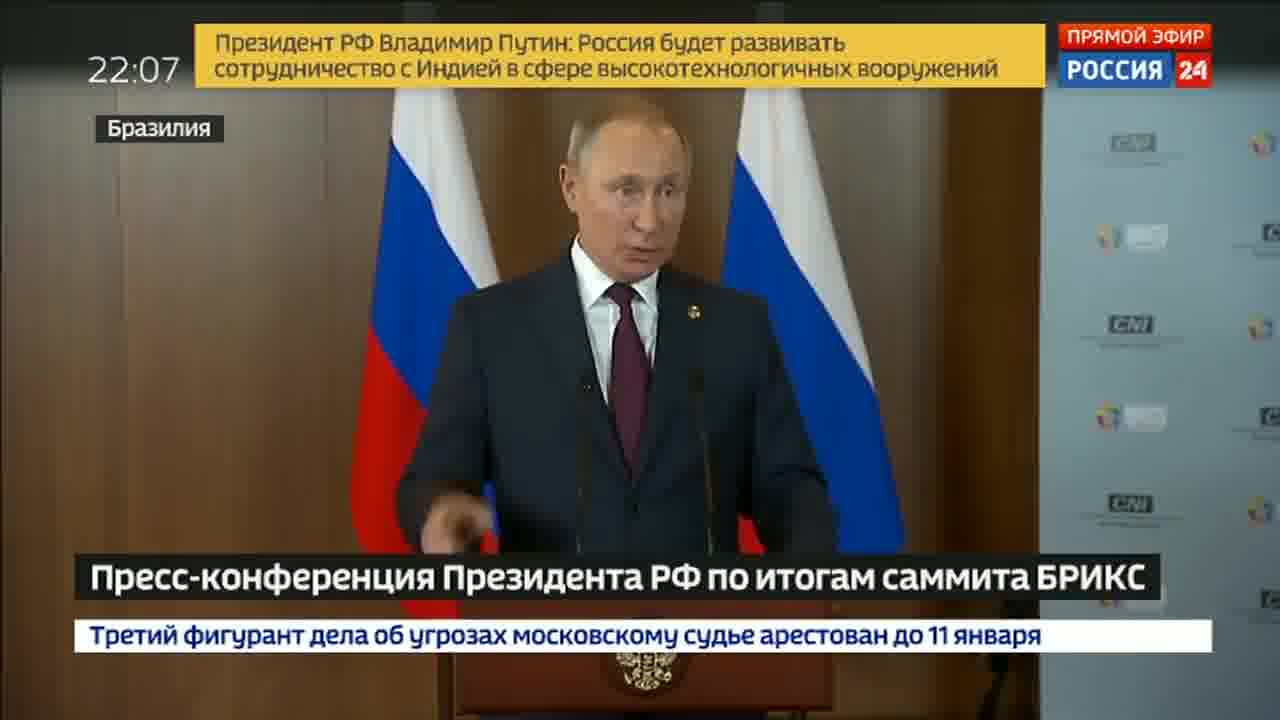 Президент РФ Владимир Путин: Россия будет развивать
сотрудничество с Индией в сфере высокотехнологичных вооружений
ПРЯМОЙ ЭФИР
РОССИЯ 24
22:07
Бразилия
CNI
CNI
CNI
Пресс-конференция Президента РФ по итогам саммита БРИКС
Третий фигурант дела об угрозах московскому судье арестован до 11 января